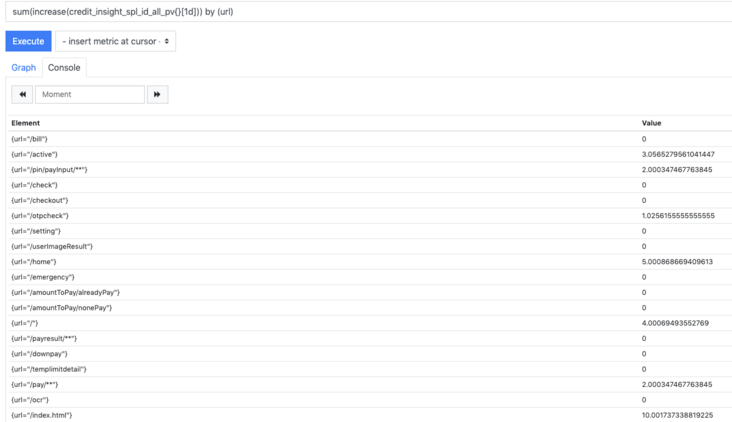 sum(increase(credit_insight_spl_id_all_pv{}[1d])) by (url)
Execute - insert metric at cursor -
Graph Console
Moment
Element Value
{url="/bill"} 0
{url="/active"} 3.0565279561041447
{url="/pin/payInput/**"} 2.000347467763845
{url="/check"} 0
{url="/checkout"} 0
{url="/otpcheck"} 1.0256155555555555
{url="/setting"} 0
{url="/userImageResult"} 0
{url="/home"} 5.000868669409613
{url="/emergency"} 0
{url="/amountToPay/alreadyPay"} 0
{url="/amountToPay/nonePay"} 0
{url="/"} 4.00069493552769
{url="/payresult/**"} 0
{url="/downpay"} 0
{url="/templimitdetail"} 0
{url="/pay/**"} 2.000347467763845
{url="/ocr"} 0
{url="/index.html"} 10.001737338819225